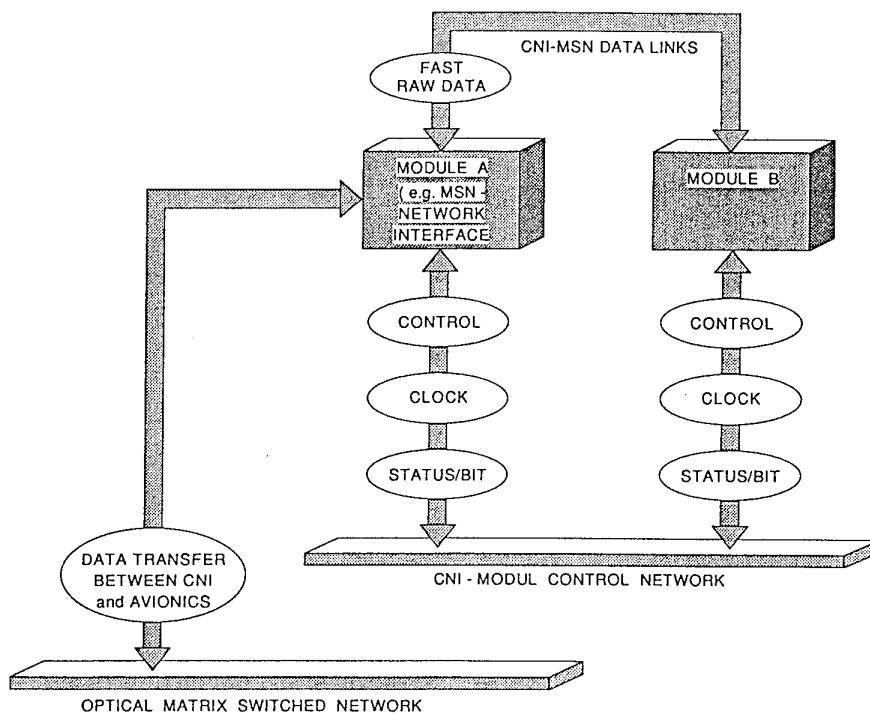 CNI-MSN DATA LINKS
FAST
RAW DATA
MODULE A
( e.g. MSN -
NETWORK
INTERFACE
MODULE B
CONTROL
CONTROL
CLOCK
CLOCK
STATUS/BIT
STATUS/BIT
DATA TRANSFER
BETWEEN CNI
and AVIONICS
CNI - MODUL CONTROL NETWORK
OPTICAL MATRIX SWITCHED NETWORK